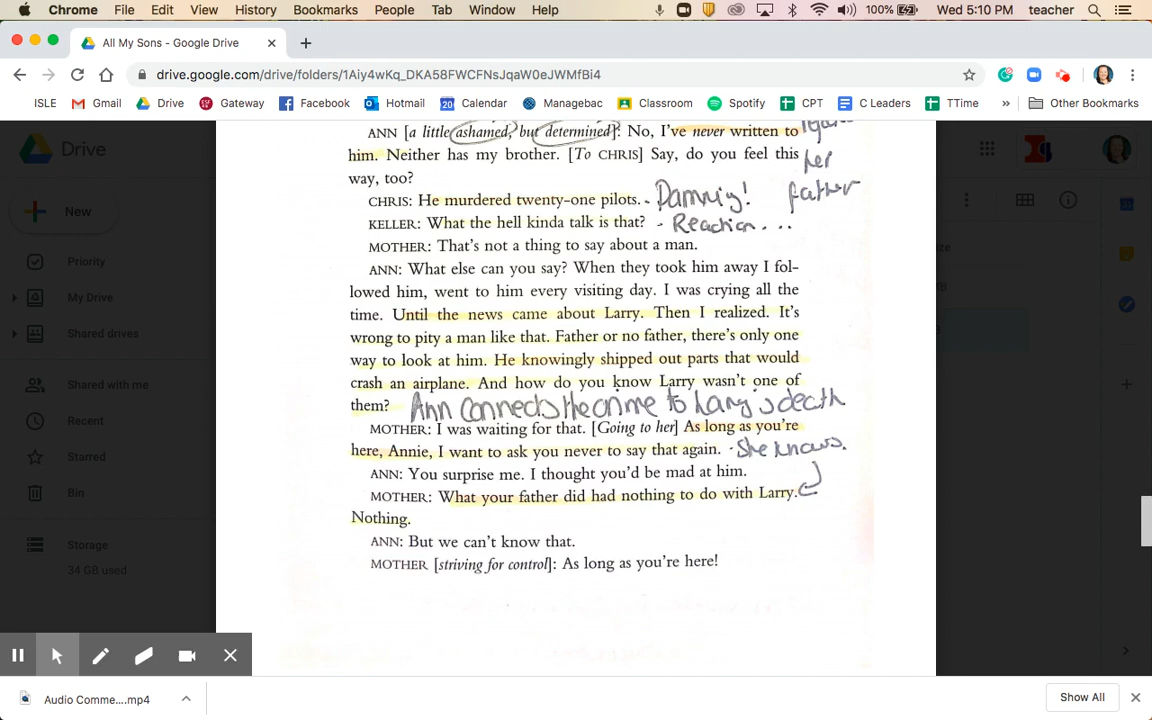 Chrome File Edit View History Bookmarks People Tab Window Help 100% Wed 5:10 PM teacher
All My Sons - Google Drive
drive.google.com/drive/folders/1Aiy4wKq_DKA58FWCFNsJqaW0eJWMfBi4
ISLE Gmail Drive Gateway Facebook Hotmail Calendar Managebac Classroom Spotify CPT C Leaders TTime » Other Bookmarks
Drive
New
Priority
My Drive
Shared drives
Shared with me
Recent
Starred
Bin
Storage
34 GB used
ANN [a little ashamed, but determined]: No, I've never written to
him. Neither has my brother. [To CHRIS] Say, do you feel this her
way, too?
CHRIS: He murdered twenty-one pilots. - Damning! father
KELLER: What the hell kinda talk is that? - Reaction...
MOTHER: That's not a thing to say about a man.
ANN: What else can you say? When they took him away I fol-
lowed him, went to him every visiting day. I was crying all the
time. Until the news came about Larry. Then I realized. It's
wrong to pity a man like that. Father or no father, there's only one
way to look at him. He knowingly shipped out parts that would
crash an airplane. And how do you know Larry wasn't one of
them? Ann connects the crime to Larry's death
MOTHER: I was waiting for that. [Going to her] As long as you're
here, Annie, I want to ask you never to say that again. - She knows.
ANN: You surprise me. I thought you'd be mad at him.
MOTHER: What your father did had nothing to do with Larry.
Nothing.
ANN: But we can't know that.
MOTHER [striving for control]: As long as you're here!
Audio Comme....mp4
Show All